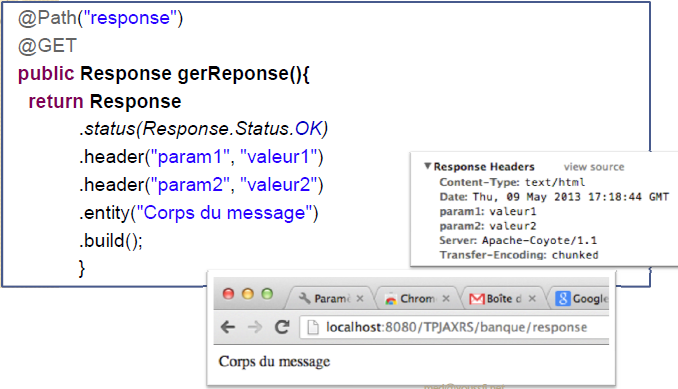 @Path("response")
@GET
public Response gerReponse(){
return Response
.status(Response.Status.OK)
.header("param1", "valeur1")
.header("param2", "valeur2")
.entity("Corps du message")
.build();
}
Response Headers view source
Content-Type: text/html
Date: Thu, 09 May 2013 17:18:44 GMT
param1: valeur1
param2: valeur2
Server: Apache-Coyote/1.1
Transfer-Encoding: chunked
Paramè Chrom Boîte d Google
localhost:8080/TPJAXRS/banque/response
Corps du message